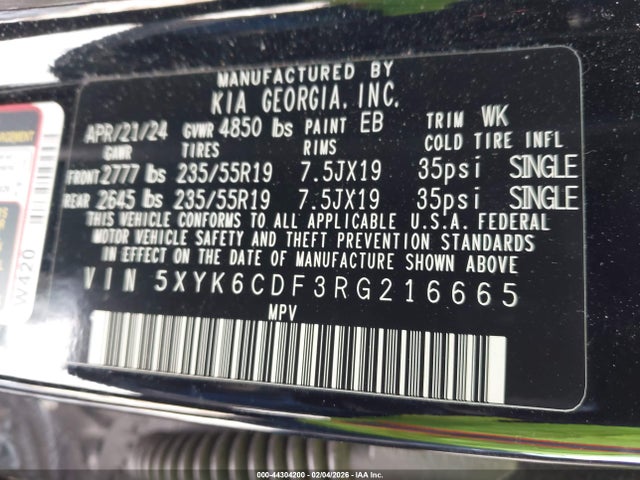 MANUFACTURED BY
KIA GEORGIA, INC.
APR/21/24 GVWR 4850 lbs PAINT EB TRIM WK
GAWR TIRES RIMS COLD TIRE INFL
FRONT 2777 lbs 235/55R19 7.5JX19 35psi SINGLE
REAR 2645 lbs 235/55R19 7.5JX19 35psi SINGLE
THIS VEHICLE CONFORMS TO ALL APPLICABLE U.S.A. FEDERAL
MOTOR VEHICLE SAFETY AND THEFT PREVENTION STANDARDS
IN EFFECT ON THE DATE OF MANUFACTURE SHOWN ABOVE.
VIN 5XYK6CDF3RG216665
MPV
W420
000-44304200 - 02/04/2026 - IAA Inc.